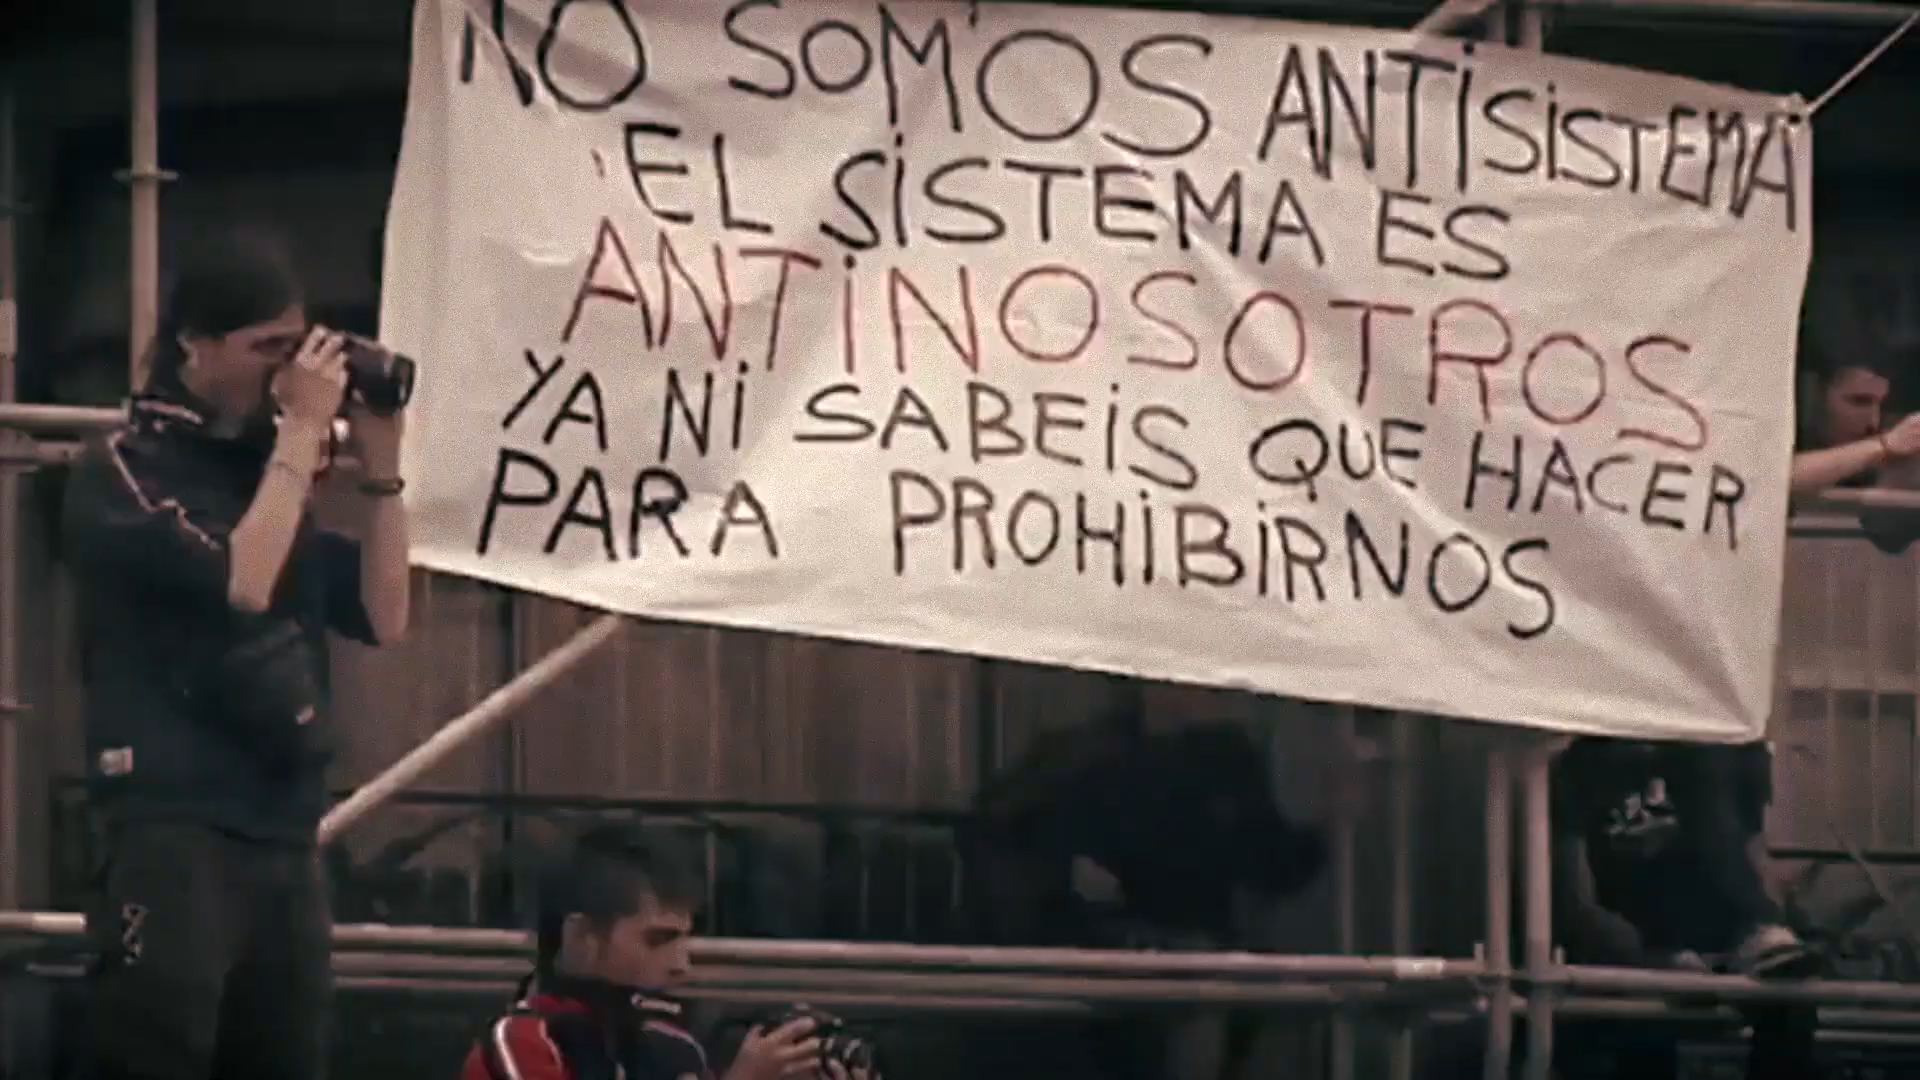 NO SOMOS ANTISISTEMA
EL SISTEMA ES
ANTINOSOTROS
YA NI SABEIS QUE HACER
PARA PROHIBIRNOS